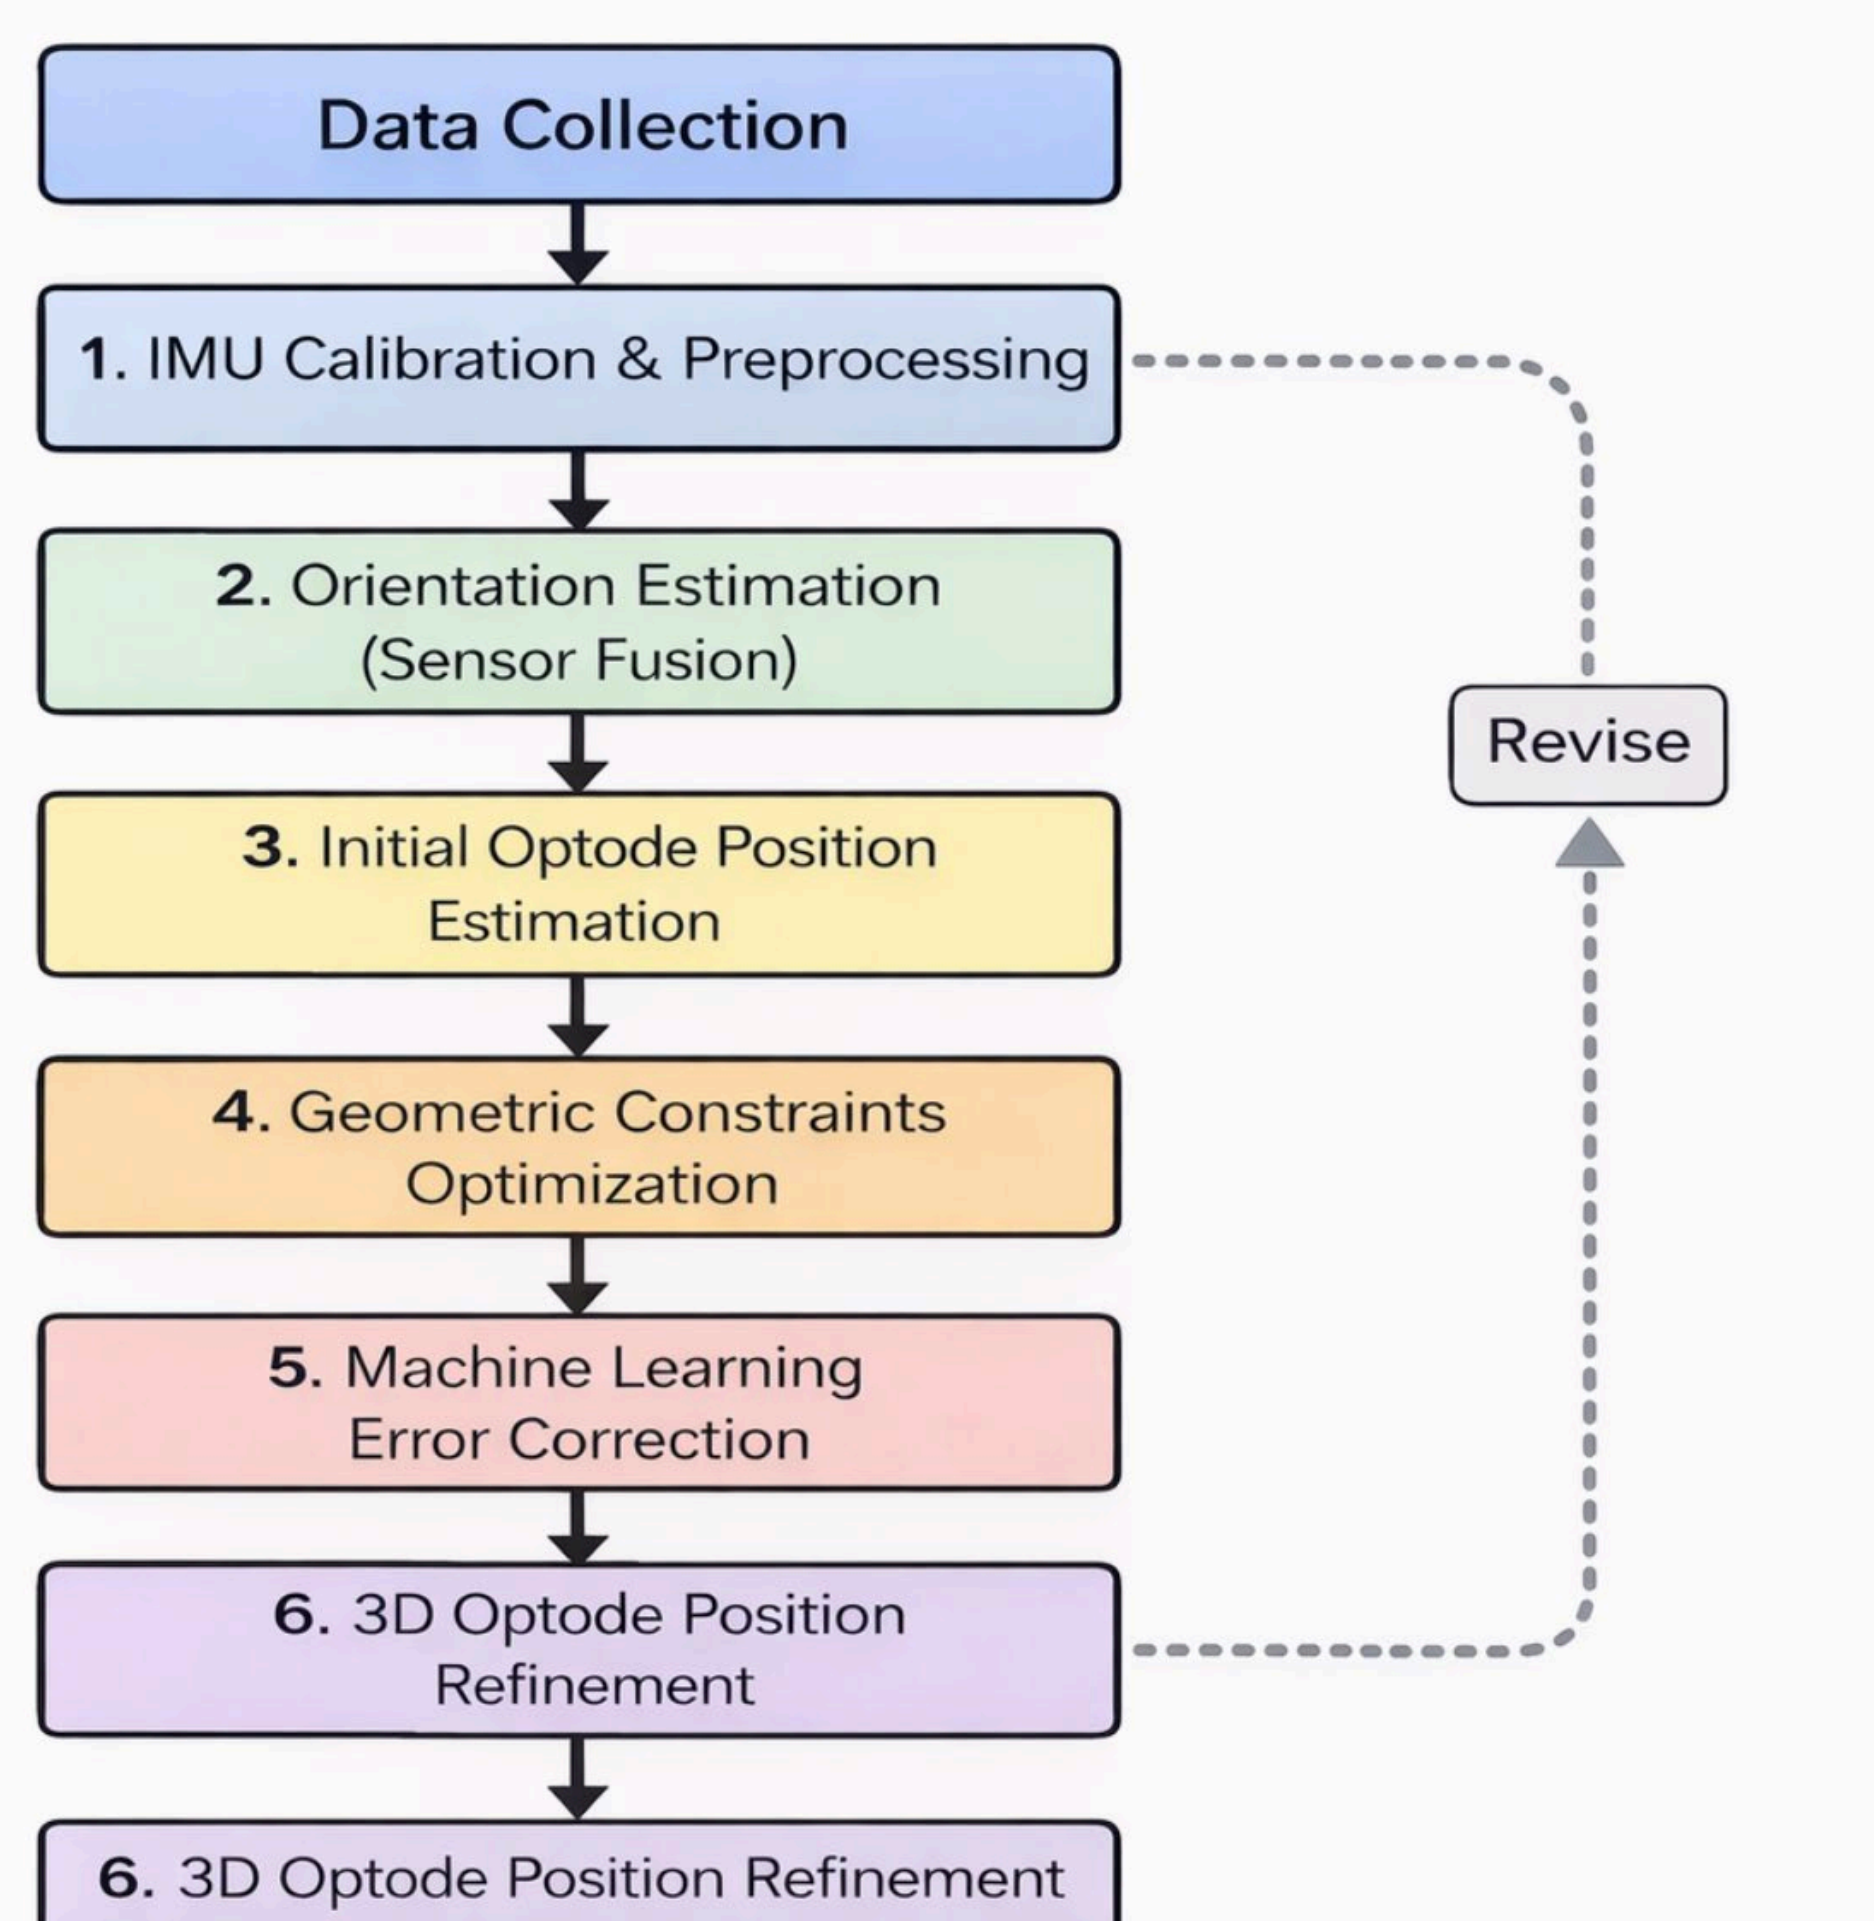 Data Collection
1. IMU Calibration & Preprocessing
2. Orientation Estimation
(Sensor Fusion)
Revise
3. Initial Optode Position
Estimation
4. Geometric Constraints
Optimization
5. Machine Learning
Error Correction
6. 3D Optode Position
Refinement
6. 3D Optode Position Refinement